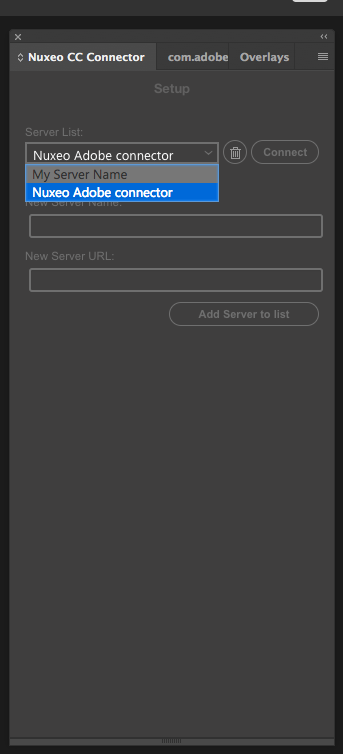 Nuxeo CC Connector com.adobe Overlays
Setup
Server List:
Nuxeo Adobe connector Connect
My Server Name
Nuxeo Adobe connector
New Server Name:
New Server URL:
Add Server to list